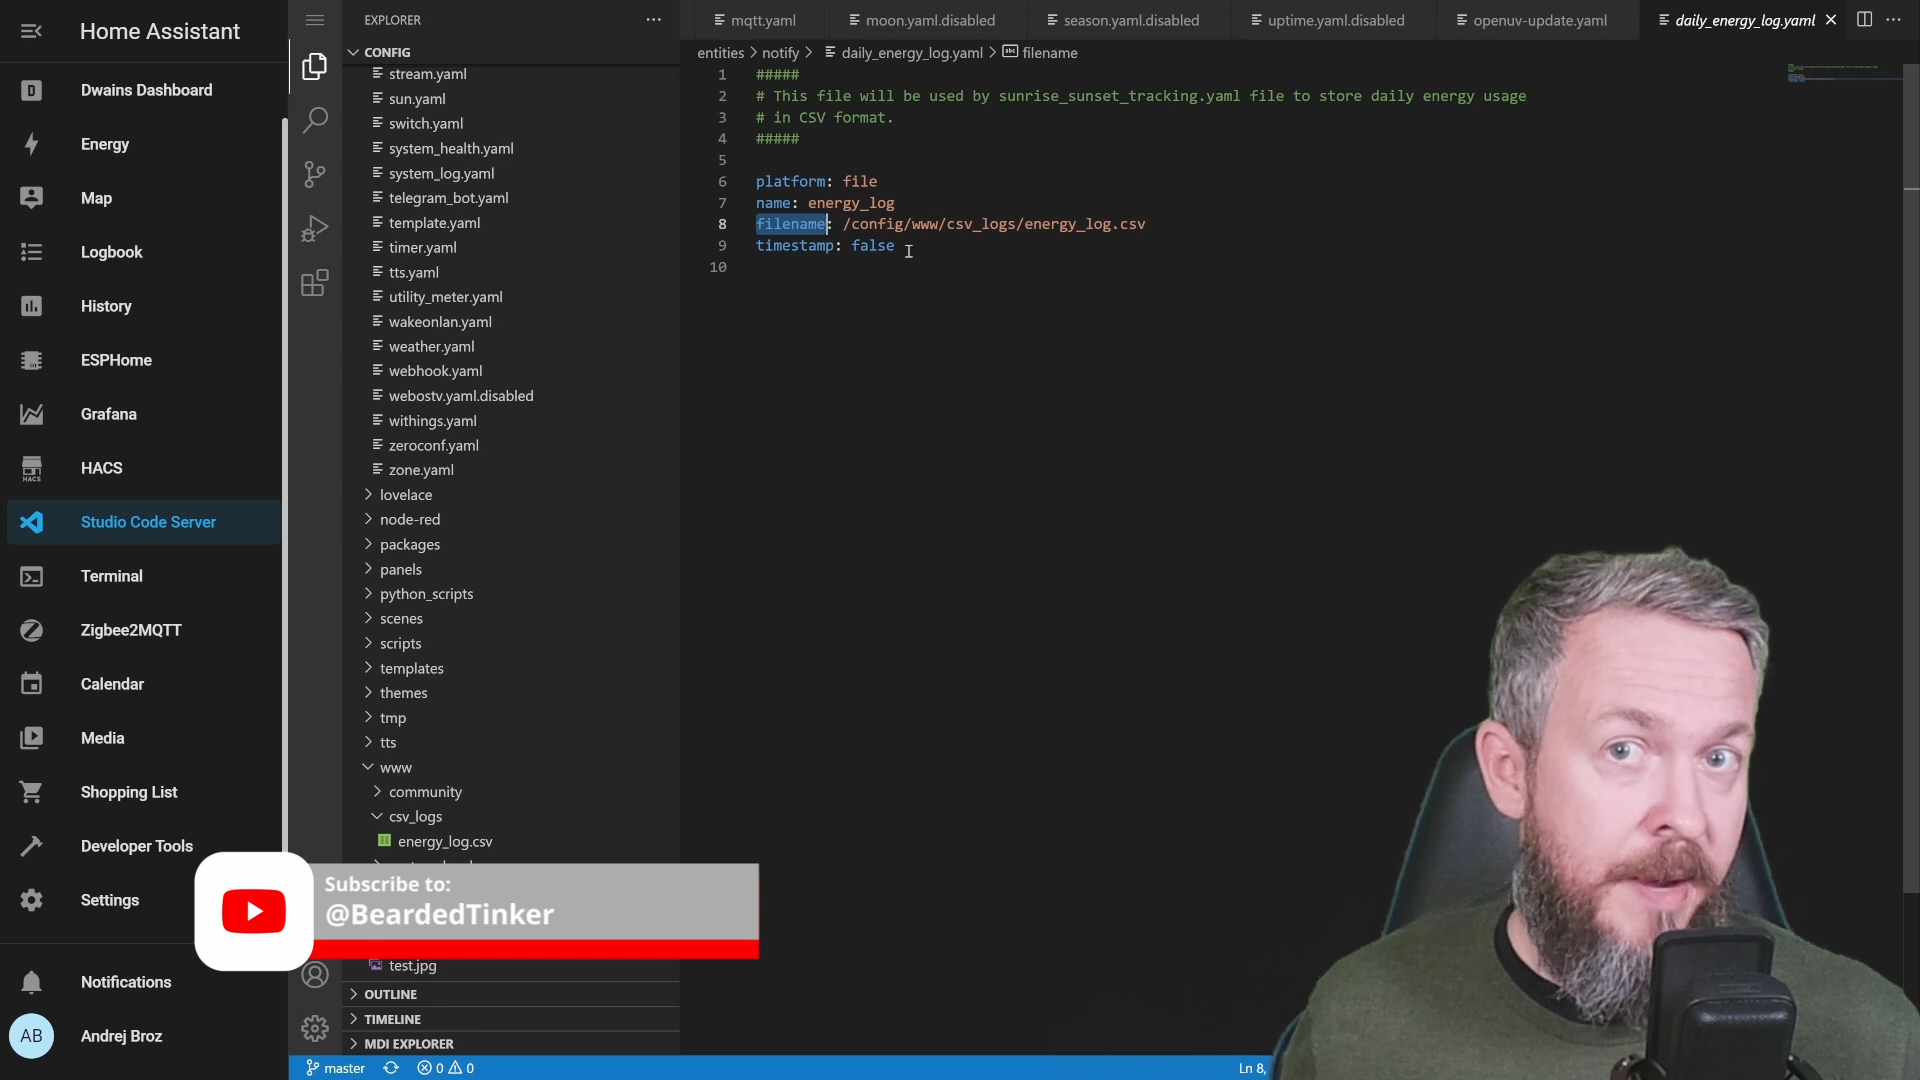 Home Assistant
Dwains Dashboard
Energy
Map
Logbook
History
ESPHome
Grafana
HACS
HACS
Studio Code Server
Terminal
Zigbee2MQTT
Calendar
Media
Shopping List
Developer Tools
Settings
Notifications
AB
Andrej Broz
EXPLORER
CONFIG
stream.yaml
sun.yaml
switch.yaml
system_health.yaml
system_log.yaml
telegram_bot.yaml
template.yaml
timer.yaml
tts.yaml
utility_meter.yaml
wakeonlan.yaml
weather.yaml
webhook.yaml
webostv.yaml.disabled
withings.yaml
zeroconf.yaml
zone.yaml
lovelace
node-red
packages
panels
python_scripts
scenes
scripts
templates
themes
tmp
tts
www
community
csv_logs
energy_log.csv
test.jpg
OUTLINE
TIMELINE
MDI EXPLORER
mqtt.yaml
moon.yaml.disabled
season.yaml.disabled
uptime.yaml.disabled
openuv-update.yaml
daily_energy_log.yaml
entities > notify > daily_energy_log.yaml > abc filename
1 #####
2 # This file will be used by sunrise_sunset_tracking.yaml file to store daily energy usage
3 # in CSV format.
4 #####
5
6 platform: file
7 name: energy_log
8 filename: /config/www/csv_logs/energy_log.csv
9 timestamp: false
10
Subscribe to:
@BeardedTinker
master
0
0
Ln 8,